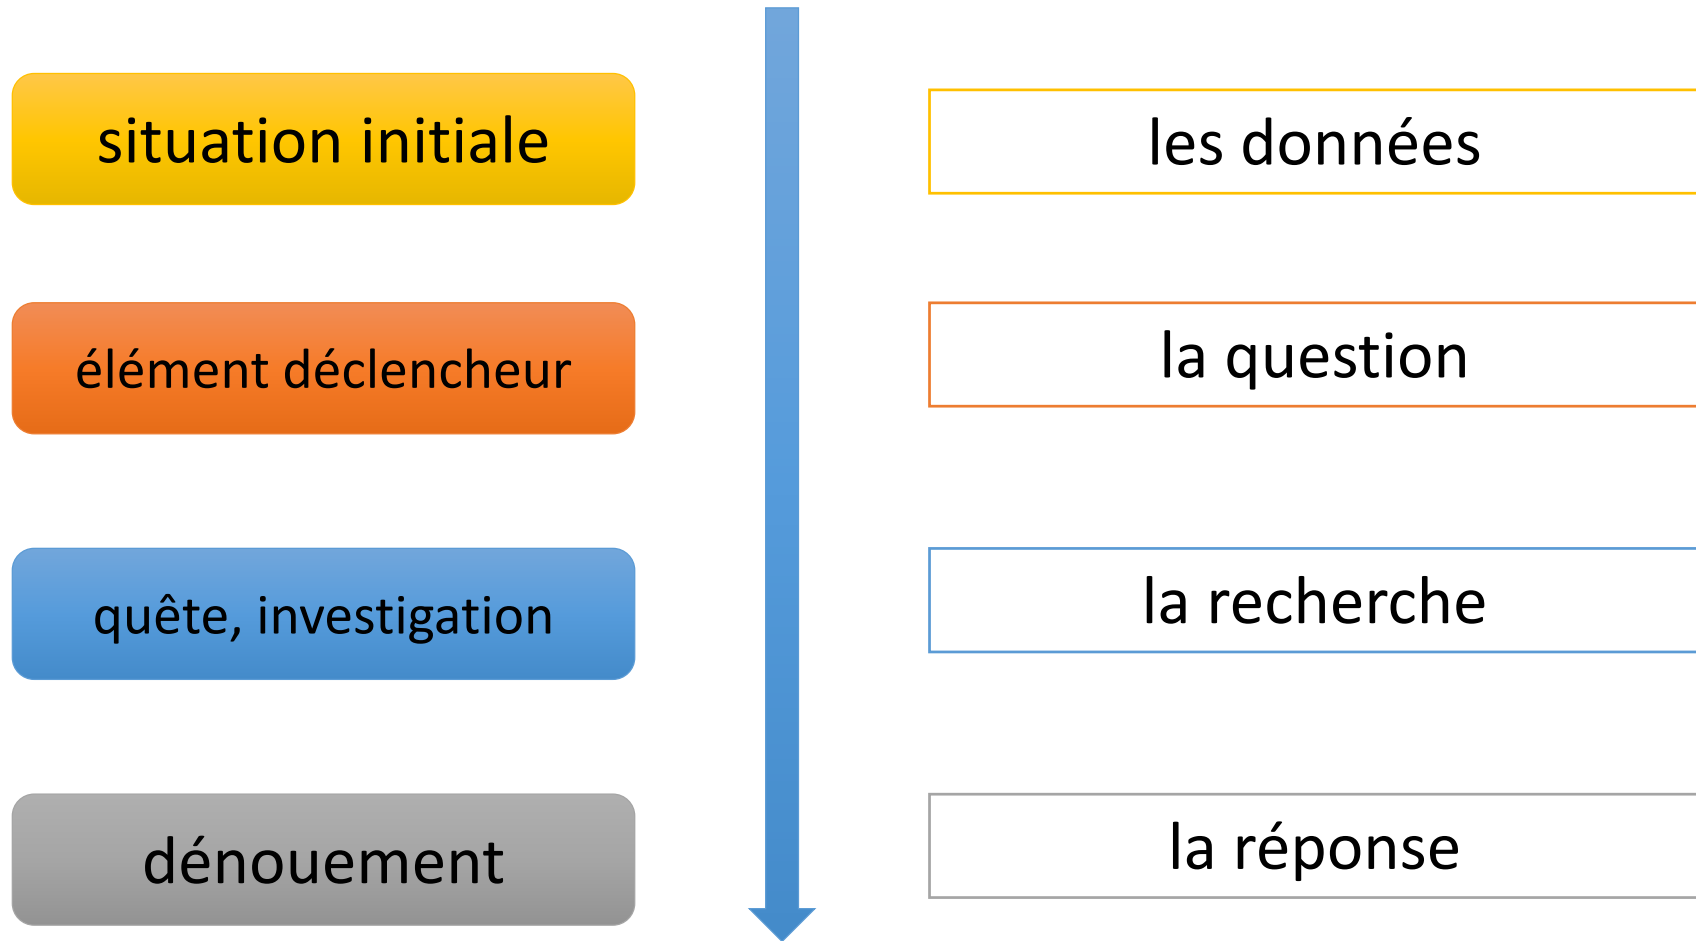 situation initiale
les données
élément déclencheur
la question
quête, investigation
la recherche
dénouement
la réponse